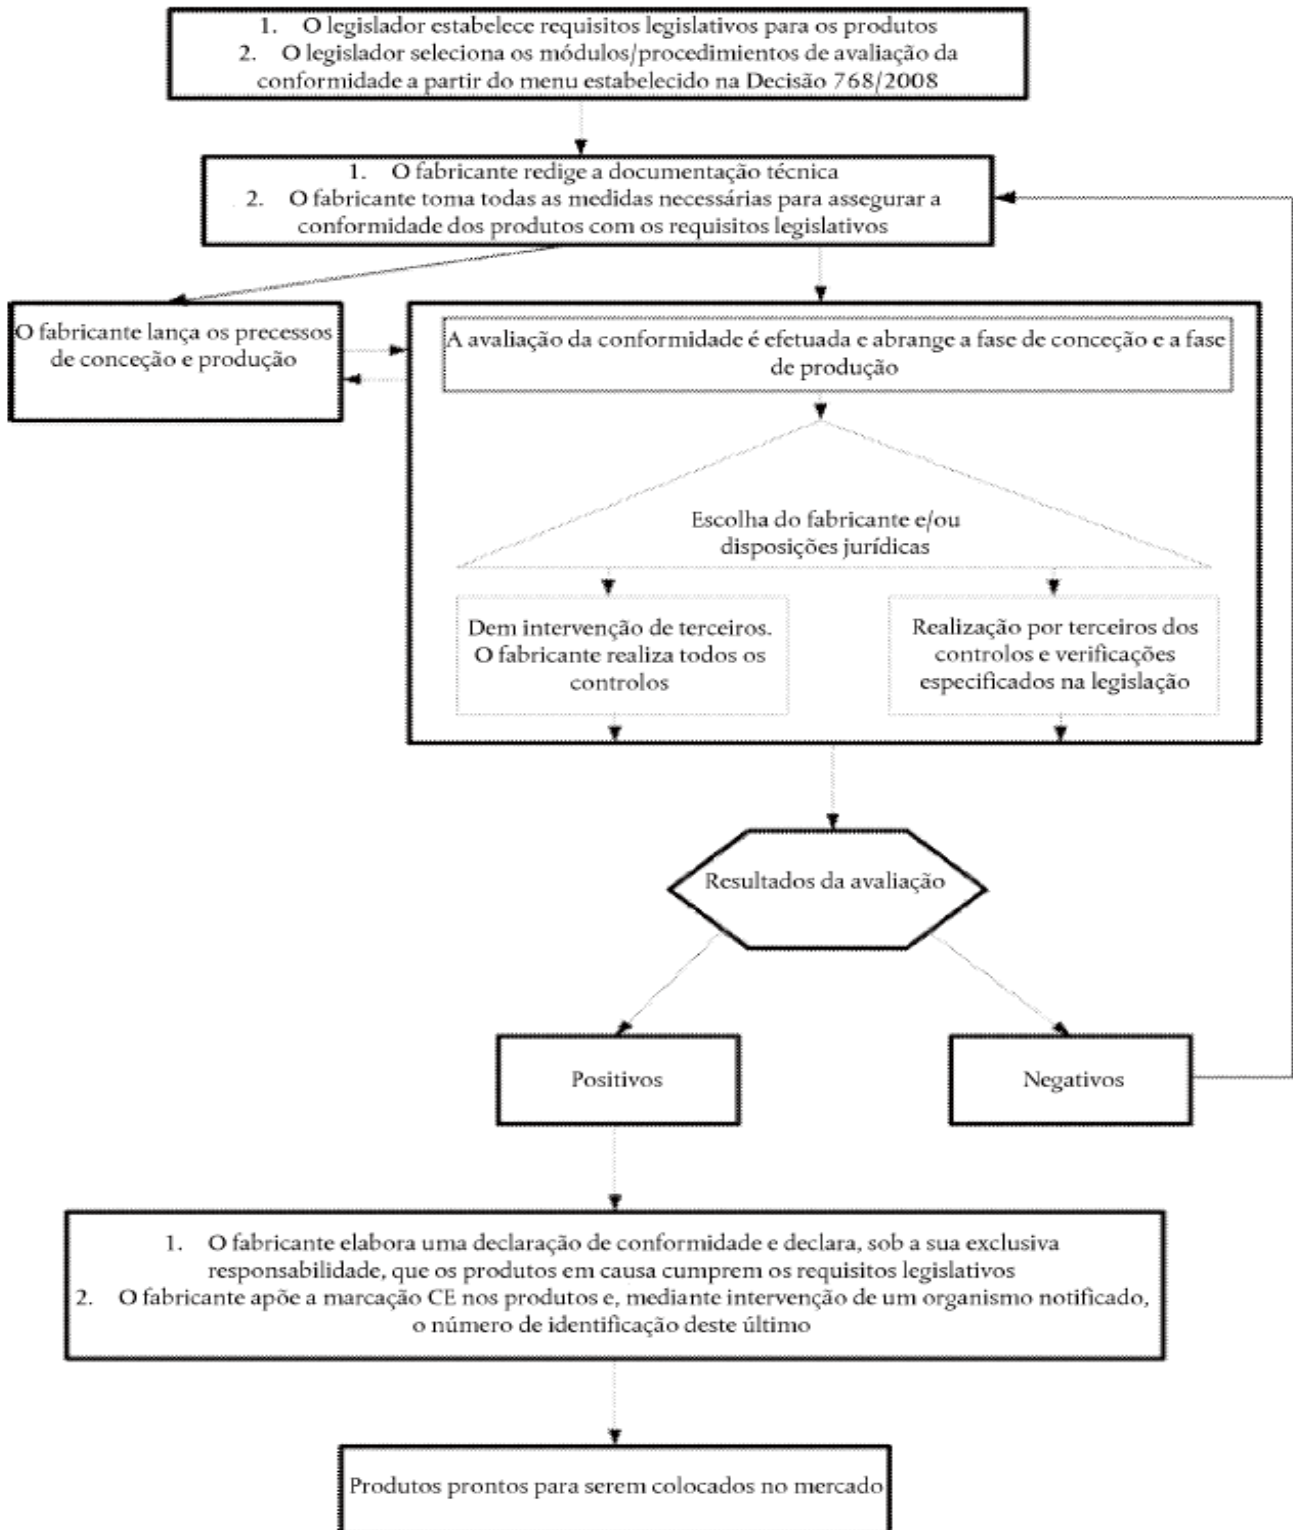 1. O legislador estabelece requisitos legislativos para os produtos
2. O legislador seleciona os módulos/procedimientos de avaliação da
conformidade a partir do menu estabelecido na Decisão 768/2008
1. O fabricante redige a documentação técnica
2. O fabricante toma todas as medidas necessárias para assegurar a
conformidade dos produtos com os requisitos legislativos
O fabricante lança os precessos
de conceção e produção
A avaliação da conformidade é efetuada e abrange a fase de conceção e a fase
de produção
Escolha do fabricante e/ou
disposições jurídicas
Dem intervenção de terceiros.
O fabricante realiza todos os
controlos
Realização por terceiros dos
controlos e verificações
especificados na legislação
Resultados da avaliação
Positivos
Negativos
1. O fabricante elabora uma declaração de conformidade e declara, sob a sua exclusiva
responsabilidade, que os produtos em causa cumprem os requisitos legislativos
2. O fabricante apõe a marcação CE nos produtos e, mediante intervenção de um organismo notificado,
o número de identificação deste último
Produtos prontos para serem colocados no mercado